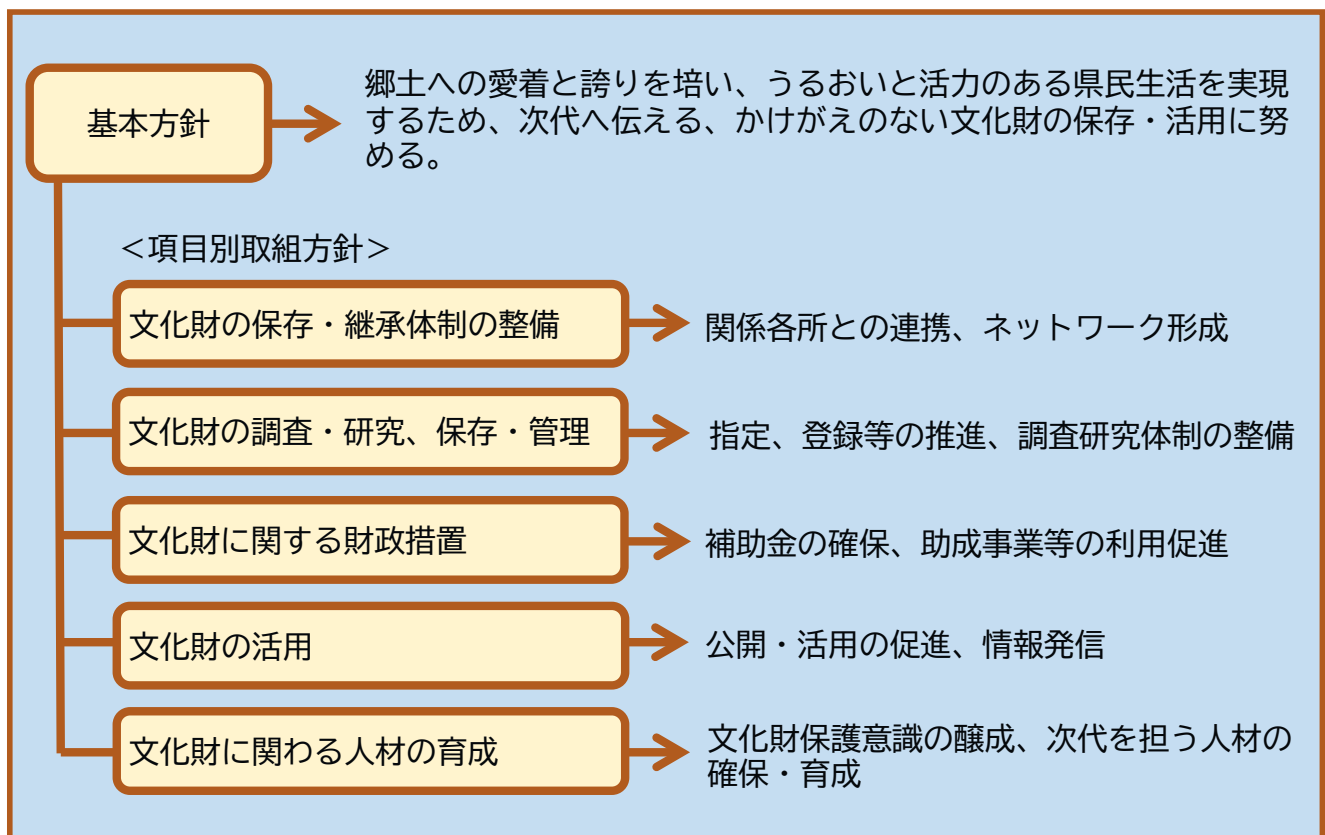 基本方針
郷土への愛着と誇りを培い、うるおいと活力のある県民生活を実現
するため、次代へ伝える、かけがえのない文化財の保存・活用に努
める。
＜項目別取組方針＞
文化財の保存・継承体制の整備
関係各所との連携、ネットワーク形成
文化財の調査・研究、保存・管理
指定、登録等の推進、調査研究体制の整備
文化財に関する財政措置
補助金の確保、助成事業等の利用促進
文化財の活用
公開・活用の促進、情報発信
文化財に関わる人材の育成
文化財保護意識の醸成、次代を担う人材の
確保・育成